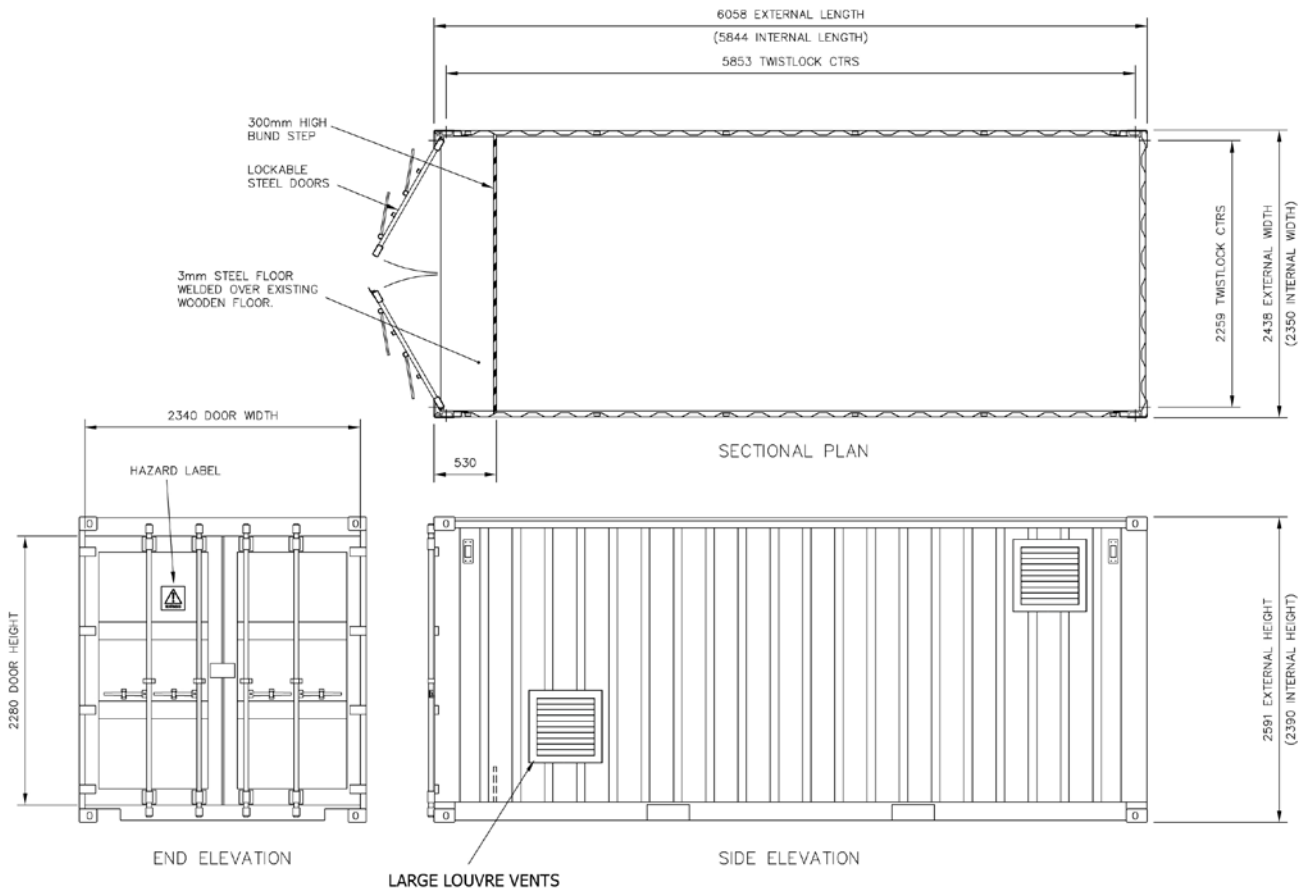 6058 EXTERNAL LENGTH
(5844 INTERNAL LENGTH)
5853 TWISTLOCK CTRS
300mm HIGH
BUND STEP
LOCKABLE
STEEL DOORS
3mm STEEL FLOOR
WELDED OVER EXISTING
WOODEN FLOOR.
2259 TWISTLOCK CTRS
2438 EXTERNAL WIDTH
(2350 INTERNAL WIDTH)
530
SECTIONAL PLAN
2340 DOOR WIDTH
HAZARD LABEL
2280 DOOR HEIGHT
END ELEVATION
2591 EXTERNAL HEIGHT
(2390 INTERNAL HEIGHT)
SIDE ELEVATION
LARGE LOUVRE VENTS